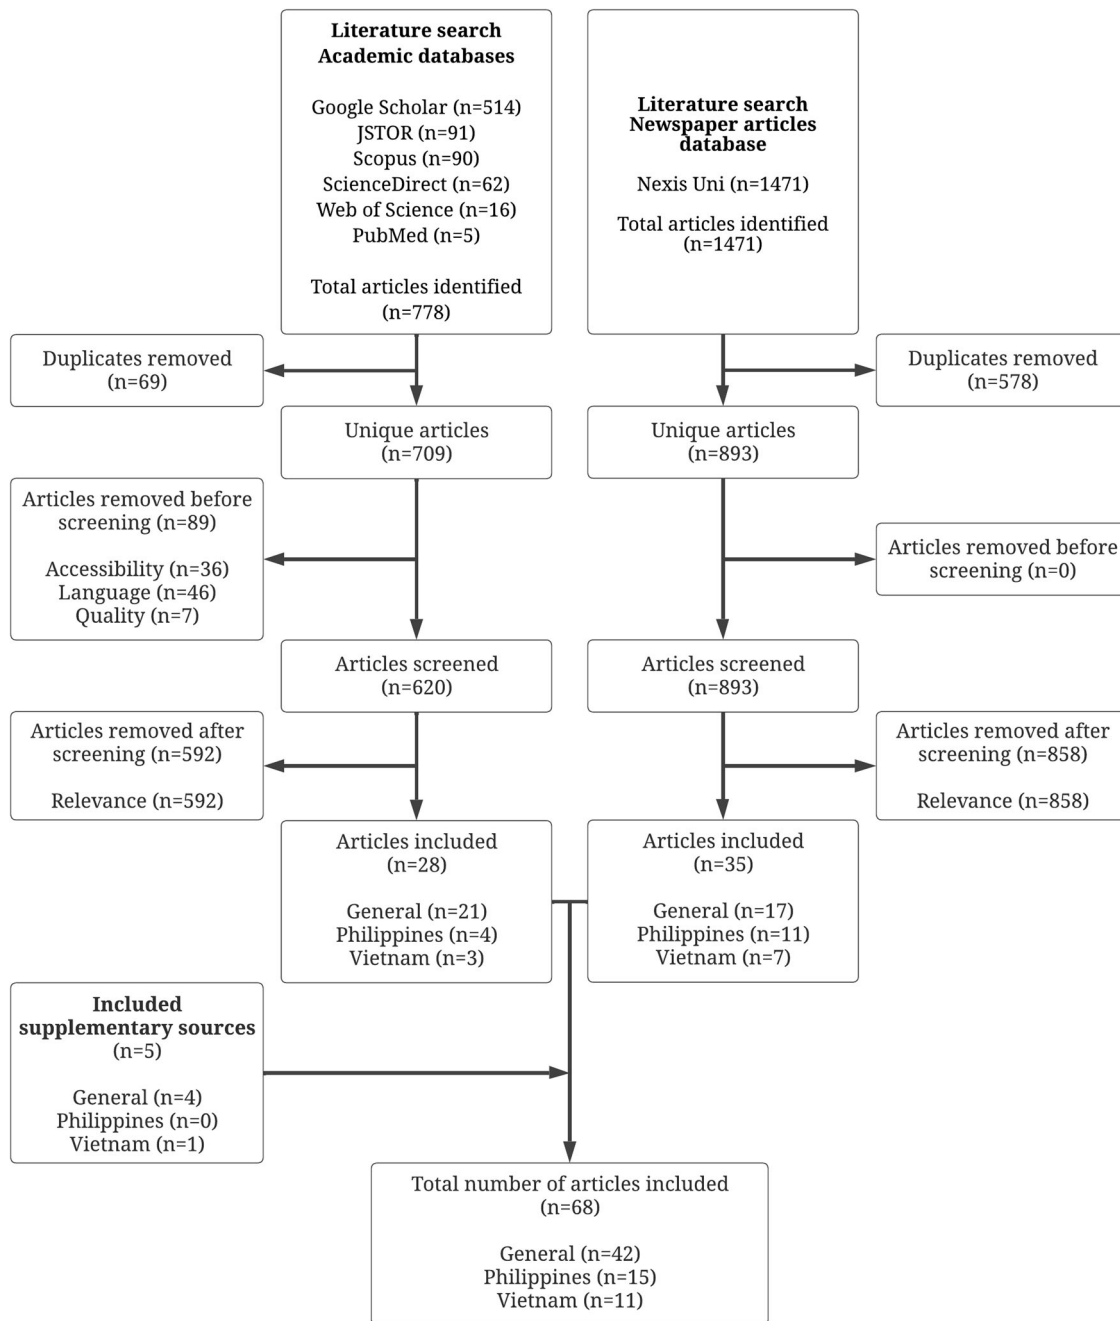 Literature search
Academic databases
Google Scholar (n=514)
JSTOR (n=91)
Scopus (n=90)
ScienceDirect (n=62)
Web of Science (n=16)
PubMed (n=5)
Total articles identified
(n=778)
Literature search
Newspaper articles
database
Nexis Uni (n=1471)
Total articles identified
(n=1471)
Duplicates removed
(n=69)
Duplicates removed
(n=578)
Unique articles
(n=709)
Unique articles
(n=893)
Articles removed before
screening (n=89)
Accessibility (n=36)
Language (n=46)
Quality (n=7)
Articles removed before
screening (n=0)
Articles screened
(n=620)
Articles screened
(n=893)
Articles removed after
screening (n=592)
Relevance (n=592)
Articles removed after
screening (n=858)
Relevance (n=858)
Articles included
(n=28)
General (n=21)
Philippines (n=4)
Vietnam (n=3)
Articles included
(n=35)
General (n=17)
Philippines (n=11)
Vietnam (n=7)
Included
supplementary sources
(n=5)
General (n=4)
Philippines (n=0)
Vietnam (n=1)
Total number of articles included
(n=68)
General (n=42)
Philippines (n=15)
Vietnam (n=11)